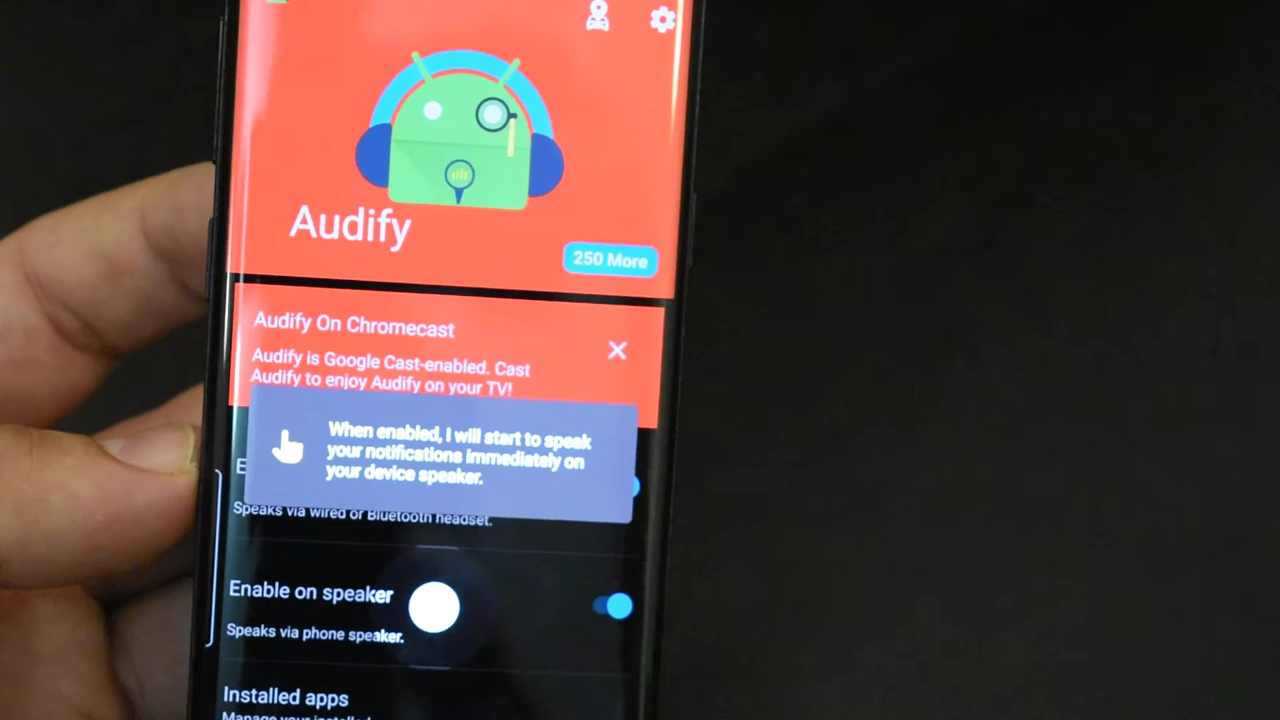 Audify
250 More
Audify On Chromecast
Audify is Google Cast-enabled. Cast
Audify to enjoy Audify on your TV!
When enabled, I will start to speak
your notifications immediately on
your device speaker.
E
Speaks via wired or Bluetooth headset.
Enable on speaker
Speaks via phone speaker.
Installed apps
Manage your